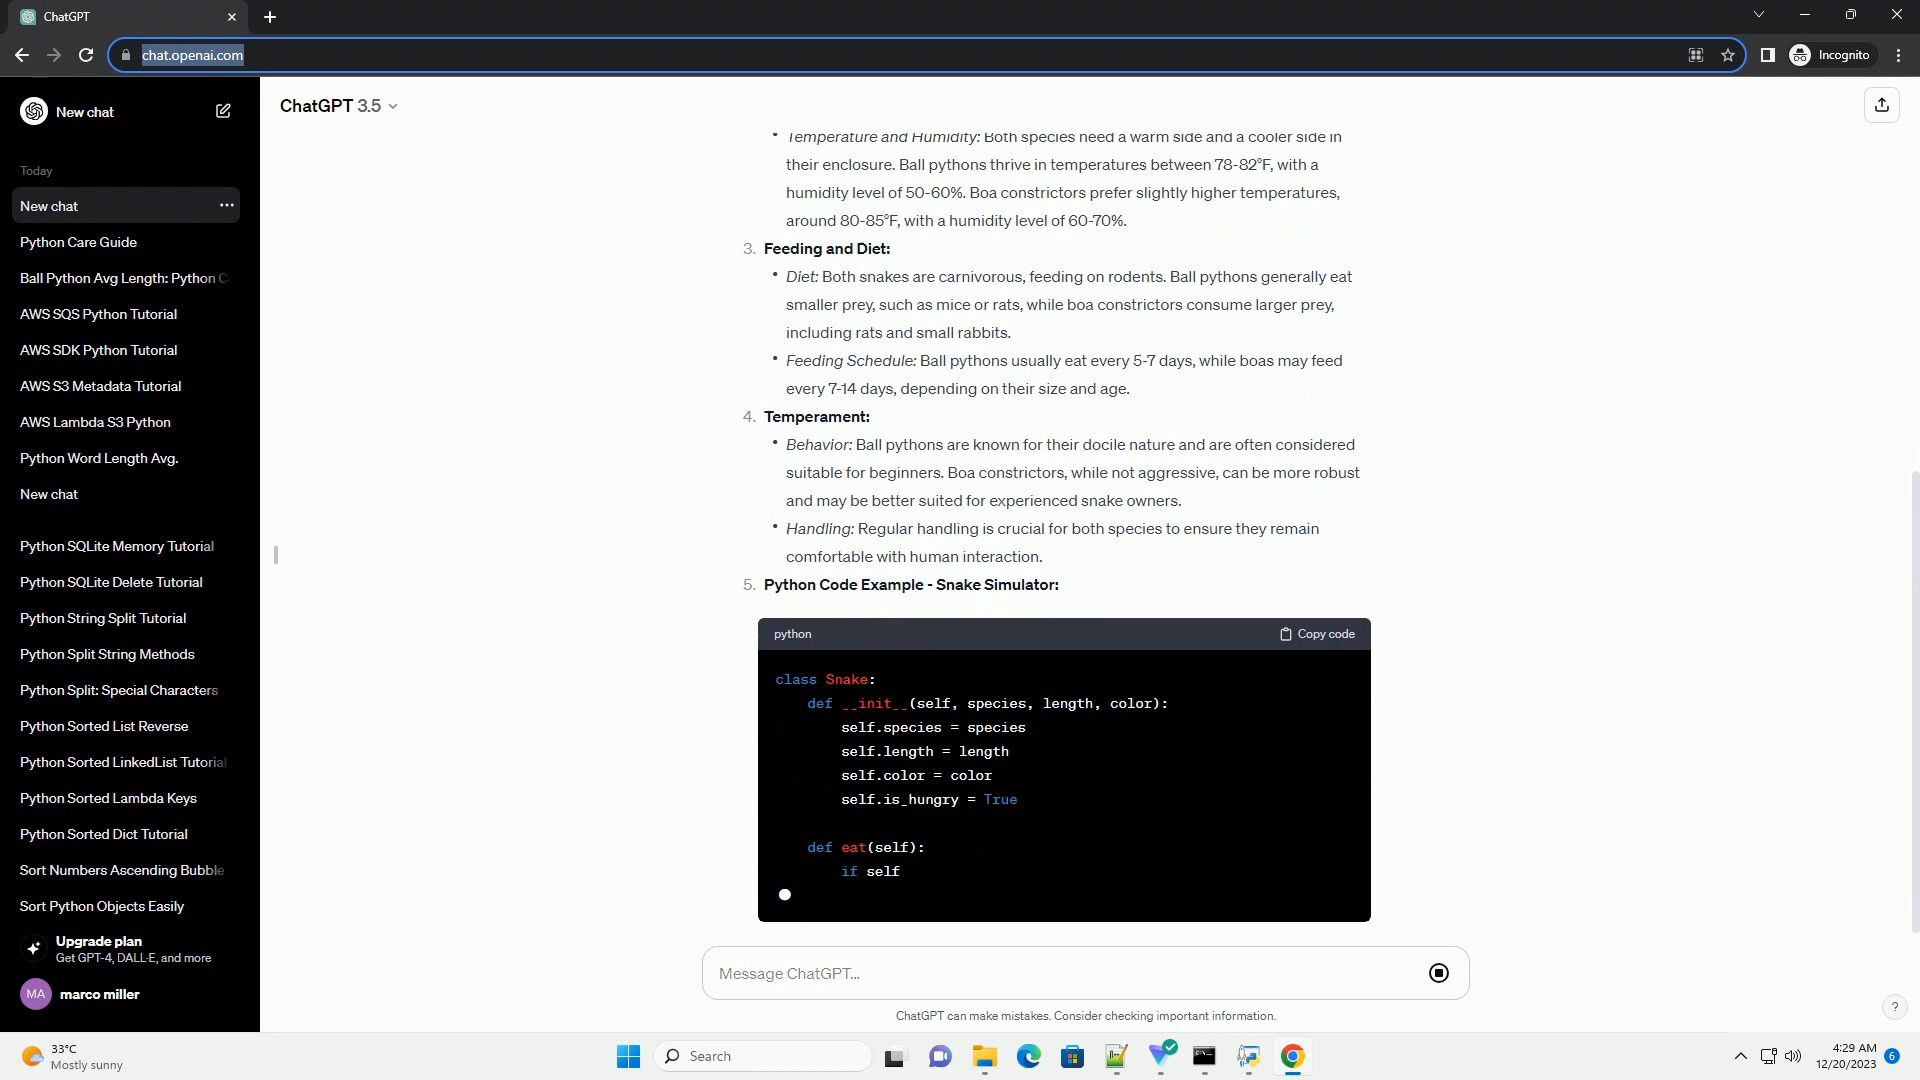 ChatGPT
chat.openai.com
Incognito
New chat
ChatGPT 3.5
Today
New chat
Python Care Guide
Ball Python Avg Length: Python C
AWS SQS Python Tutorial
AWS SDK Python Tutorial
AWS S3 Metadata Tutorial
AWS Lambda S3 Python
Python Word Length Avg.
New chat
Python SQLite Memory Tutorial
Python SQLite Delete Tutorial
Python String Split Tutorial
Python Split String Methods
Python Split: Special Characters
Python Sorted List Reverse
Python Sorted LinkedList Tutorial
Python Sorted Lambda Keys
Python Sorted Dict Tutorial
Sort Numbers Ascending Bubble
Sort Python Objects Easily
Upgrade plan
Get GPT-4, DALL·E, and more
MA marco miller
• Temperature and Humidity: Both species need a warm side and a cooler side in
their enclosure. Ball pythons thrive in temperatures between 78-82°F, with a
humidity level of 50-60%. Boa constrictors prefer slightly higher temperatures,
around 80-85°F, with a humidity level of 60-70%.
3. Feeding and Diet:
• Diet: Both snakes are carnivorous, feeding on rodents. Ball pythons generally eat
smaller prey, such as mice or rats, while boa constrictors consume larger prey,
including rats and small rabbits.
• Feeding Schedule: Ball pythons usually eat every 5-7 days, while boas may feed
every 7-14 days, depending on their size and age.
4. Temperament:
• Behavior: Ball pythons are known for their docile nature and are often considered
suitable for beginners. Boa constrictors, while not aggressive, can be more robust
and may be better suited for experienced snake owners.
• Handling: Regular handling is crucial for both species to ensure they remain
comfortable with human interaction.
5. Python Code Example - Snake Simulator:
python Copy code
class Snake:
def __init__(self, species, length, color):
self.species = species
self.length = length
self.color = color
self.is_hungry = True
def eat(self):
if self
Message ChatGPT…
ChatGPT can make mistakes. Consider checking important information.
?
33°C
Mostly sunny
Search
4:29 AM
12/20/2023
6